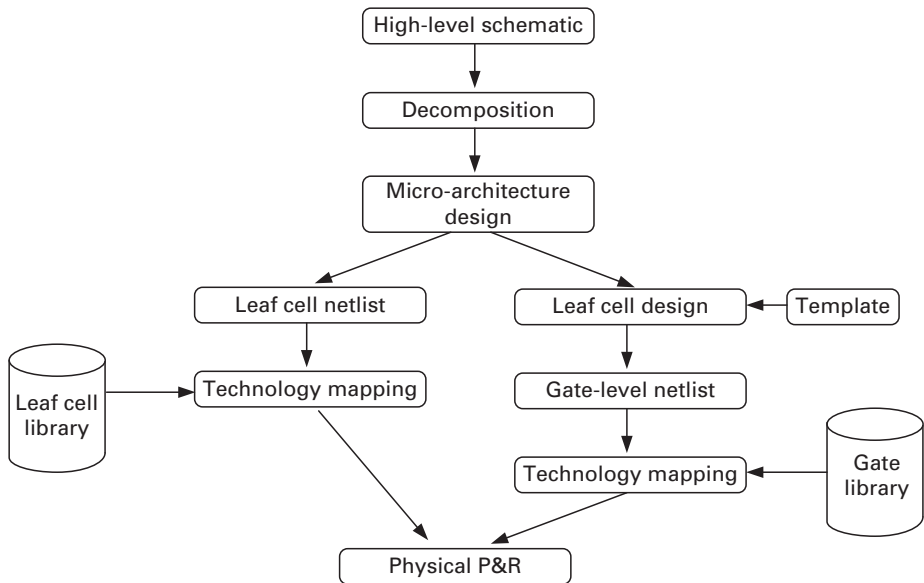 High-level schematic
Decomposition
Micro-architecture
design
Leaf cell netlist
Leaf cell design
Template
Leaf cell
library
Technology mapping
Gate-level netlist
Technology mapping
Gate
library
Physical P&R